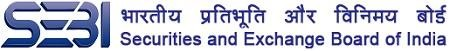 SEBI
भारतीय प्रतिभूति और विनिमय बोर्ड
Securities and Exchange Board of India